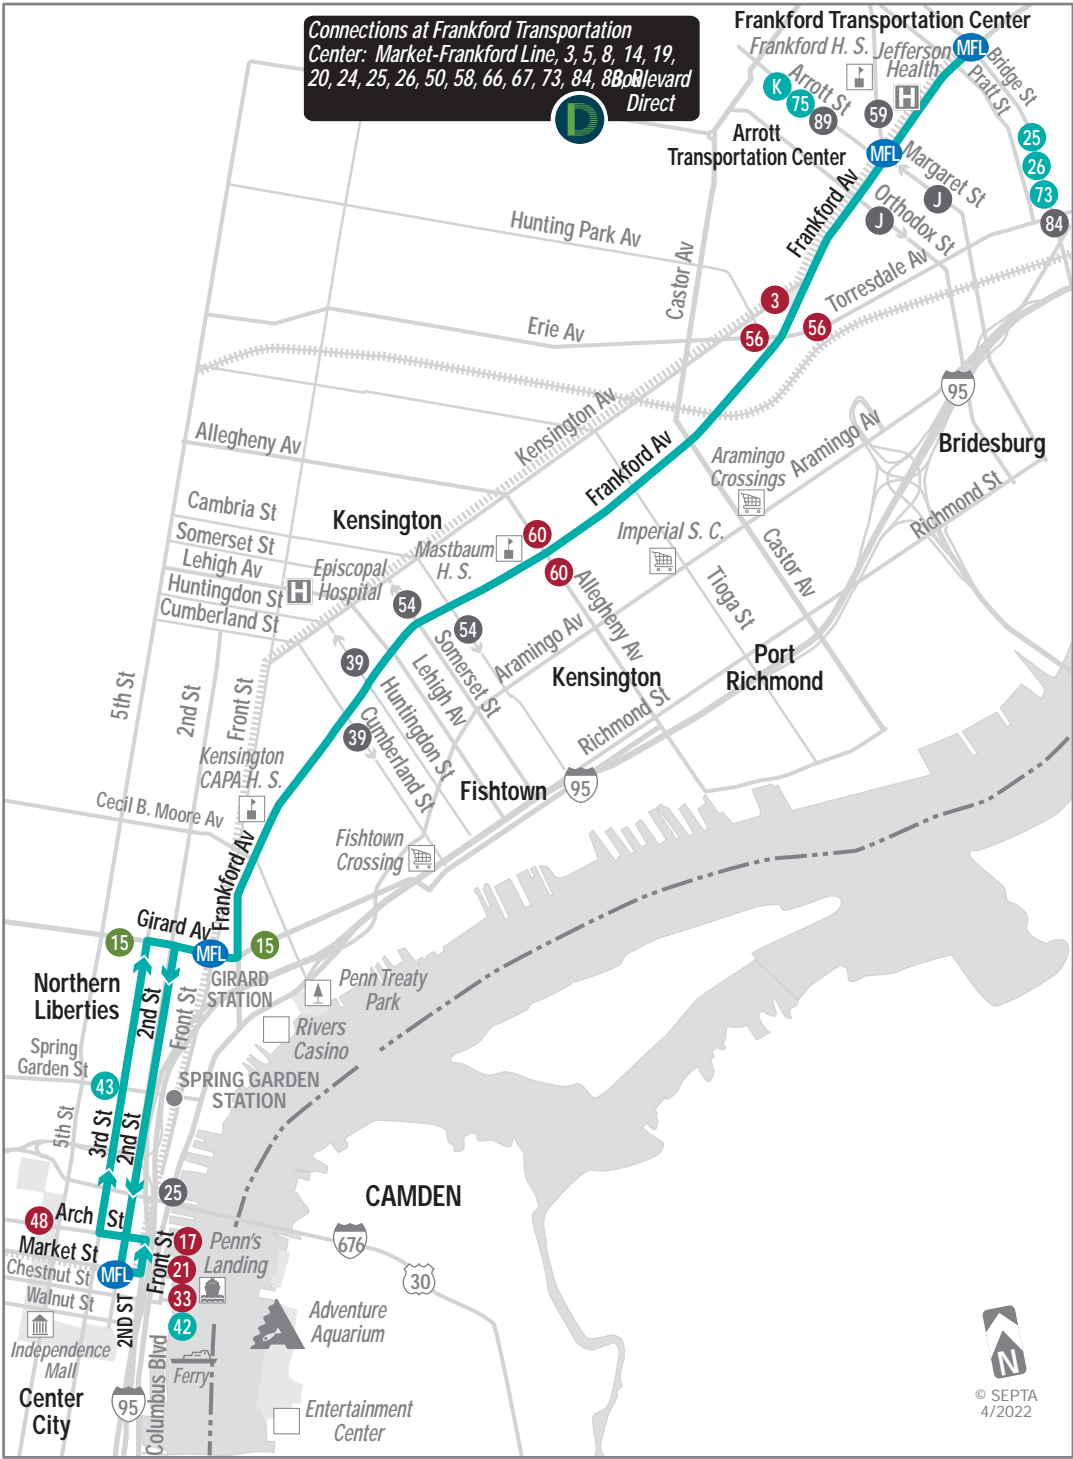 Connections at Frankford Transportation
Center: Market-Frankford Line, 3, 5, 8, 14, 19,
20, 24, 25, 26, 50, 58, 66, 67, 73, 84, 88, R,
Boulevard
Direct
D
Frankford Transportation Center
Frankford H. S.
Jefferson
Health
H
MFL
Bridge St
Pratt St
Arrott St
K
75
89
59
25
26
73
84
Arrott
Transportation Center
MFL
Margaret St
J
Orthodox St
J
Frankford Av
Hunting Park Av
Castor Av
Torresdale Av
3
56
56
Erie Av
95
Kensington Av
Allegheny Av
Frankford Av
Aramingo Av
Bridesburg
Aramingo
Crossings
Richmond St
Cambria St
Kensington
Somerset St
Lehigh Av
Huntingdon St
Cumberland St
H
Episcopal
Hospital
Mastbaum
H. S.
60
60
Imperial S. C.
Castor Av
Tioga St
Allegheny Av
54
54
Aramingo Av
Somerset St
Lehigh Av
Huntingdon St
Cumberland St
39
39
Kensington
Port
Richmond
Richmond St
5th St
2nd St
Front St
Kensington
CAPA H. S.
Fishtown
95
Cecil B. Moore Av
Fishtown
Crossing
Frankford Av
Girard Av
15
MFL
15
GIRARD
STATION
Northern
Liberties
2nd St
Front St
Penn Treaty
Park
Rivers
Casino
Spring
Garden St
43
SPRING GARDEN
STATION
5th St
3rd St
2nd St
25
CAMDEN
48
Arch St
Market St
Chestnut St
Walnut St
MFL
Front St
17
21
33
42
Penn's
Landing
676
30
2ND ST
Adventure
Aquarium
Independence
Mall
Columbus Blvd
Ferry
Center
City
95
Entertainment
Center
N
© SEPTA
4/2022